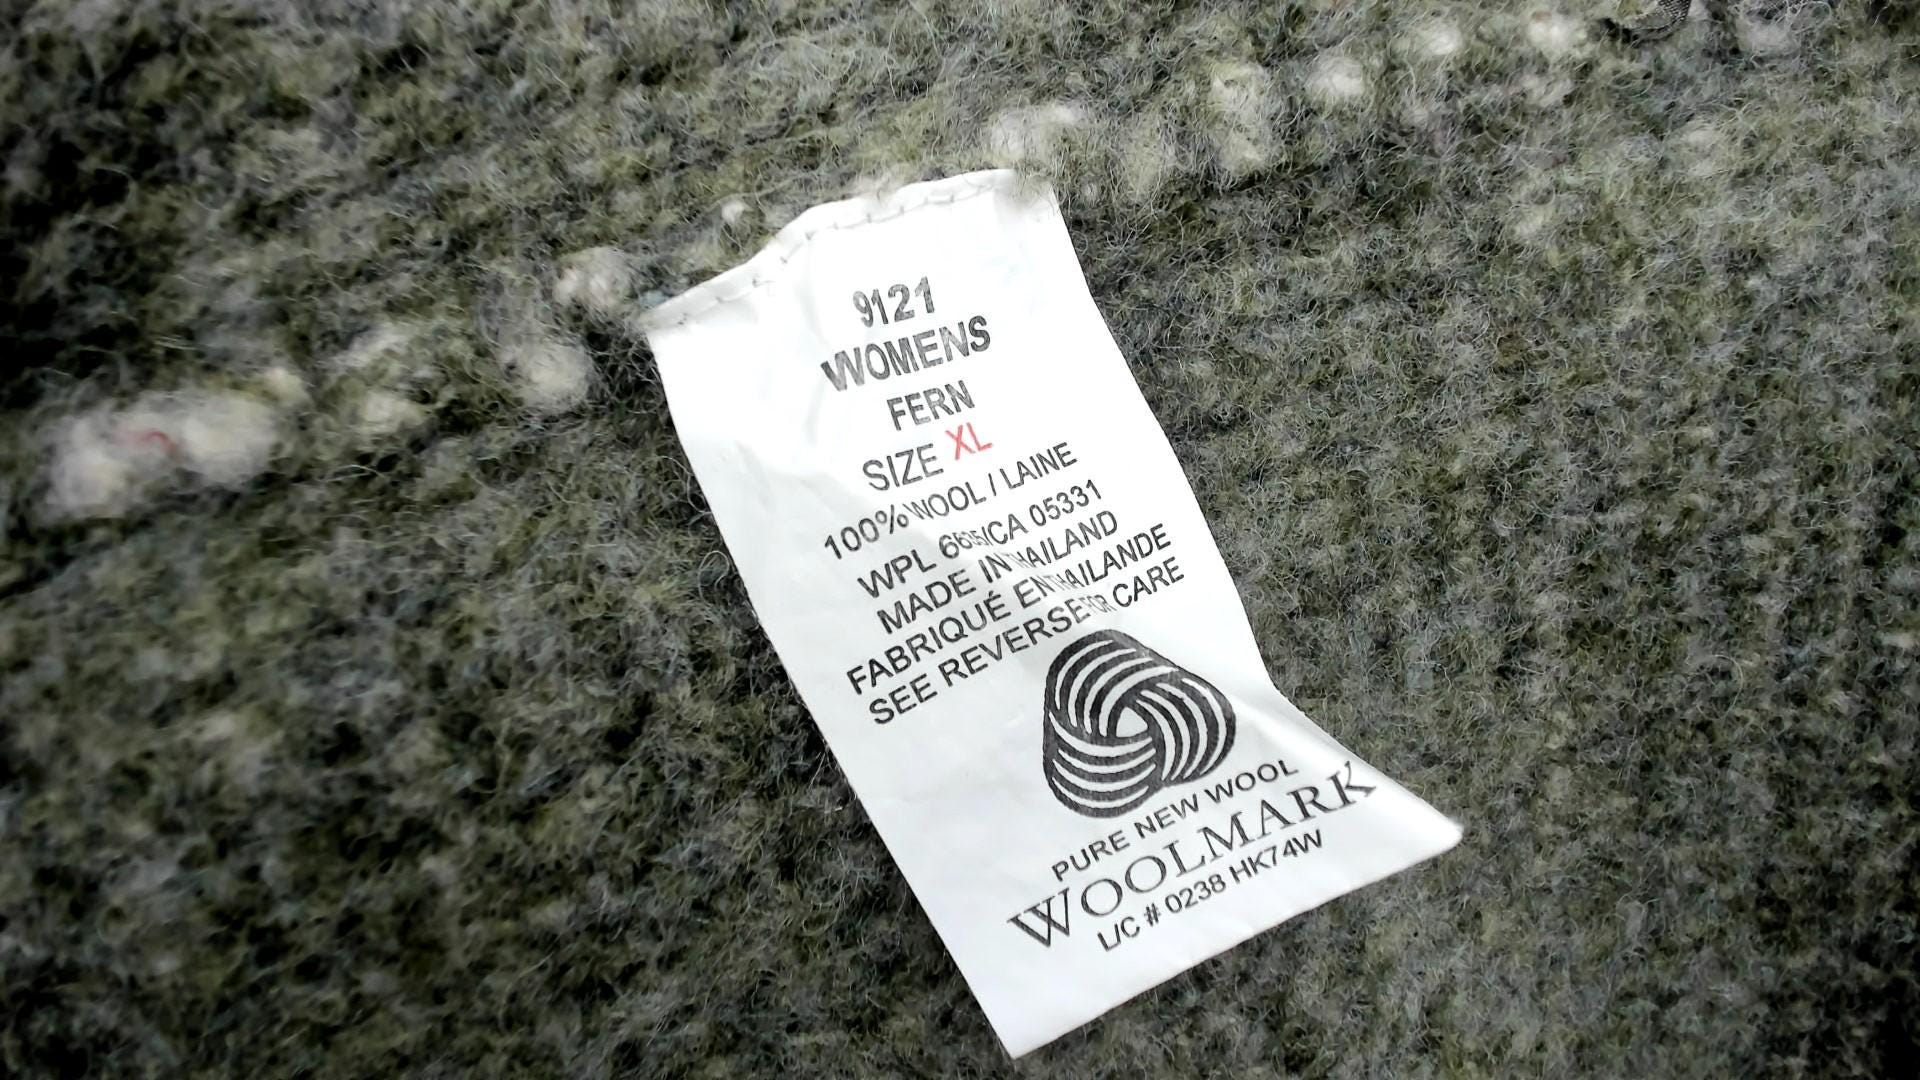 9121
WOMENS
FERN
SIZE XL
100% WOOL / LAINE
WPL 6635/CA 05331
MADE IN THAILAND
FABRIQUÉ EN THAILANDE
SEE REVERSE FOR CARE
PURE NEW WOOL
WOOLMARK
L/C # 0238 HK74W